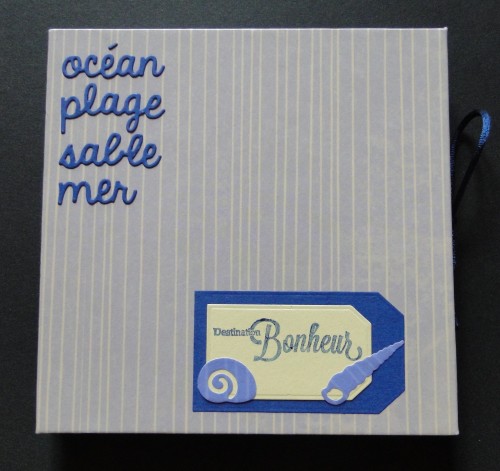 océan
plage
sable
mer
Destination
Bonheur